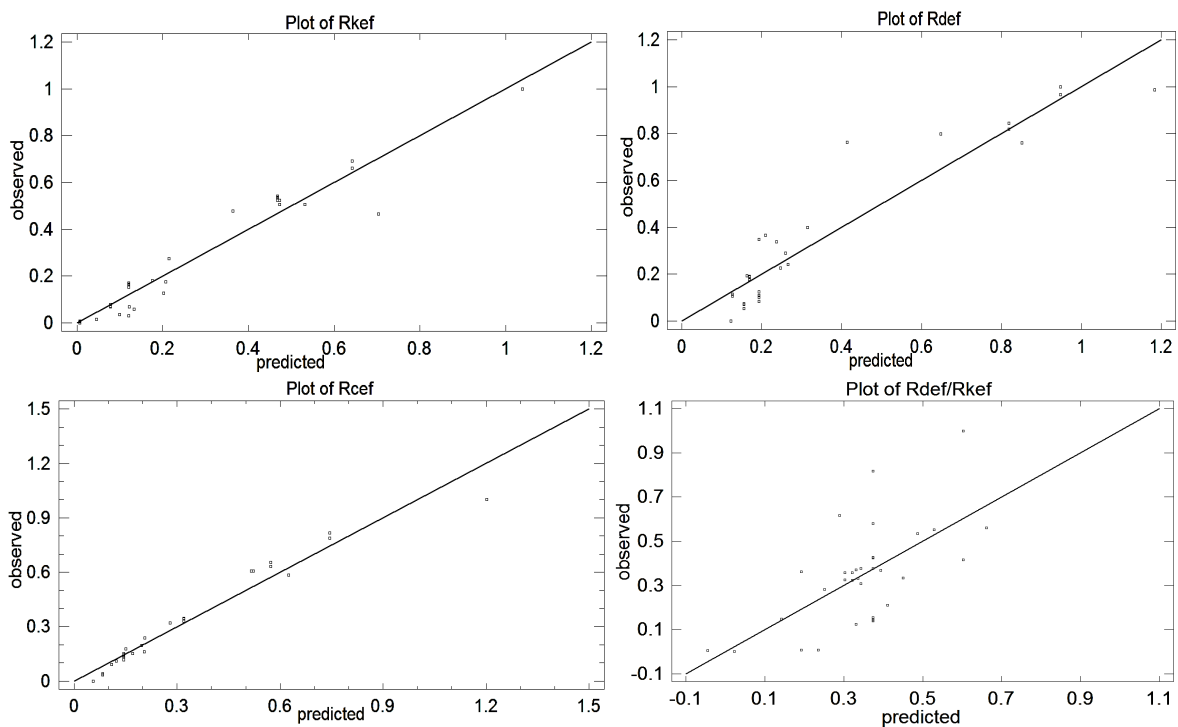 Plot of Rkef
1.2
1
0.8
0.6
0.4
0.2
0
observed
0 0.2 0.4 0.6 0.8 1 1.2
predicted
Plot of Rdef
1.2
1
0.8
0.6
0.4
0.2
0
observed
0 0.2 0.4 0.6 0.8 1 1.2
predicted
Plot of Rcef
1.5
1.2
0.9
0.6
0.3
0
observed
0 0.3 0.6 0.9 1.2 1.5
predicted
Plot of Rdef/Rkef
1.1
0.9
0.7
0.5
0.3
0.1
-0.1
observed
-0.1 0.1 0.3 0.5 0.7 0.9 1.1
predicted